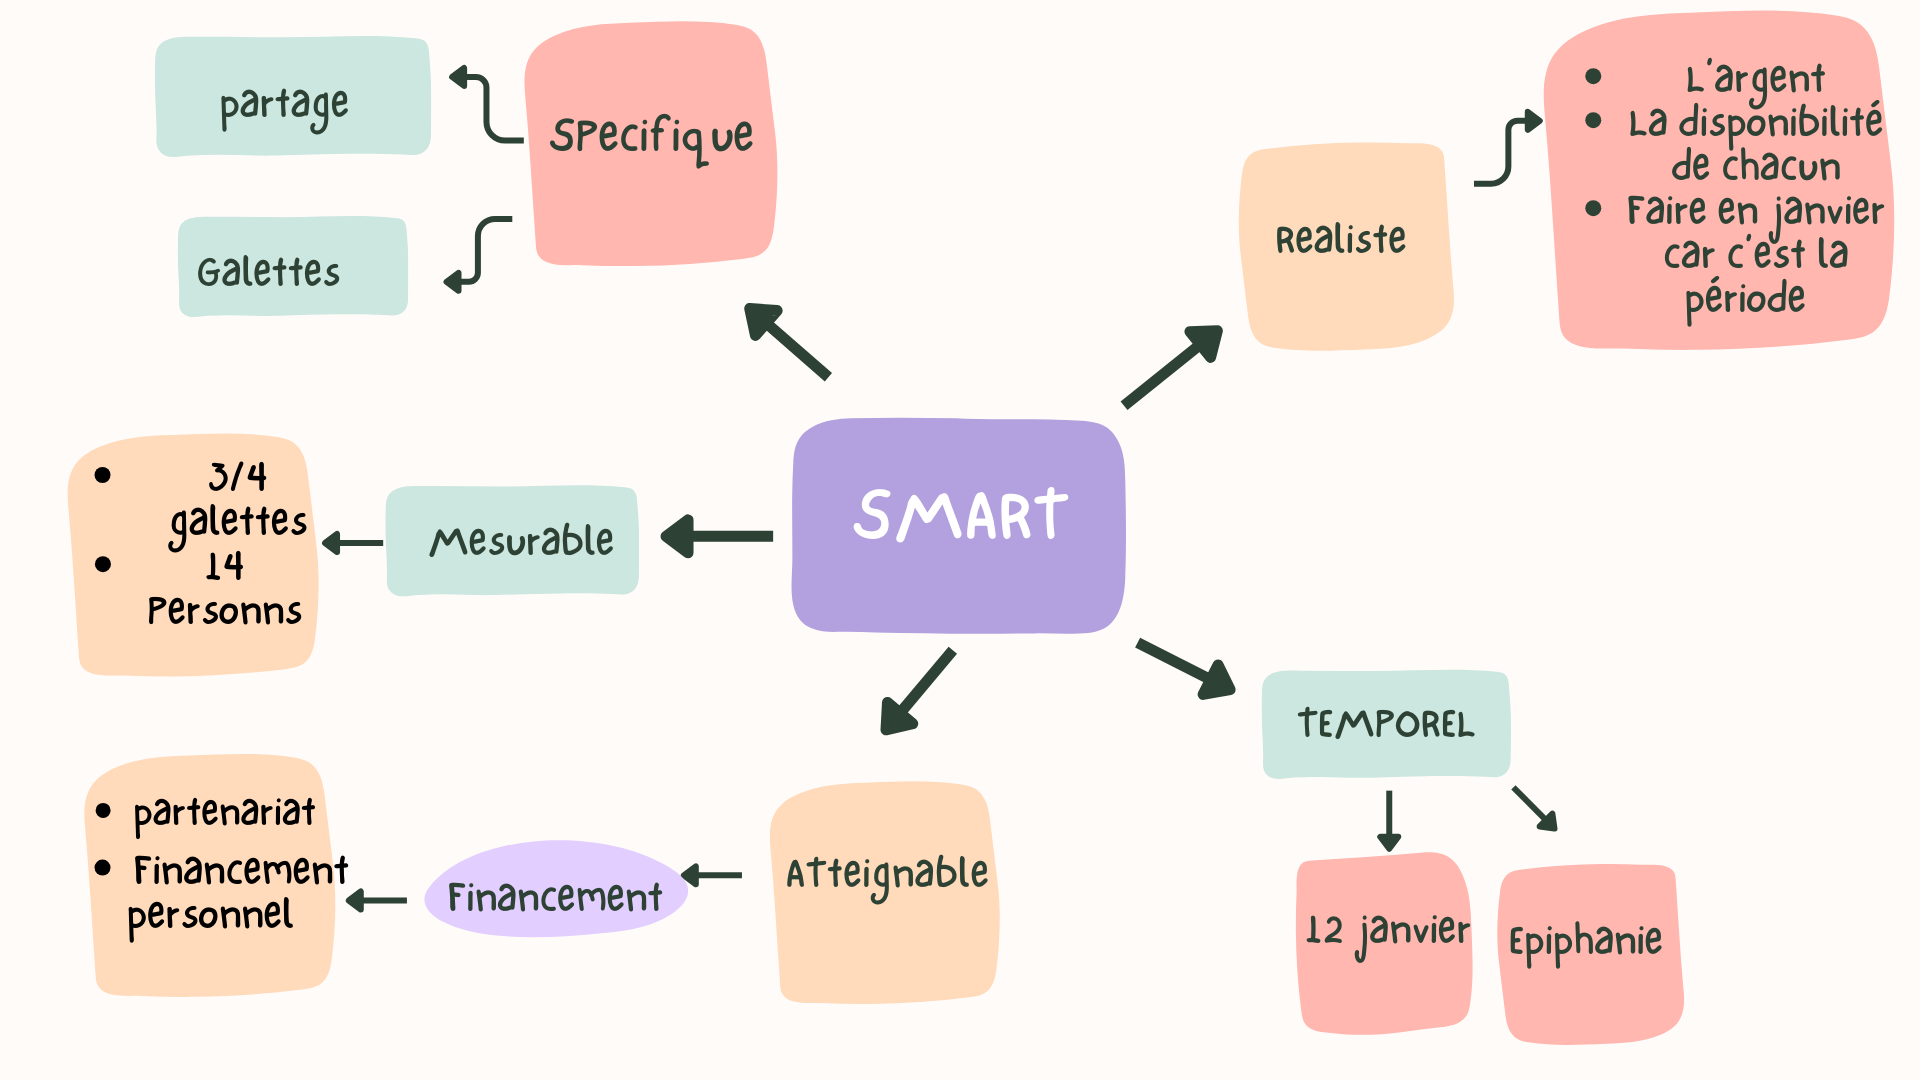 partage
SPecifique
Galettes
Realiste
L'argent
La disponibilité
de chacun
Faire en janvier
car c'est la
période
SMART
Mesurable
3/4
galettes
14
Personns
Atteignable
Financement
partenariat
Financement
personnel
TEMPOREL
12 janvier
Epiphanie